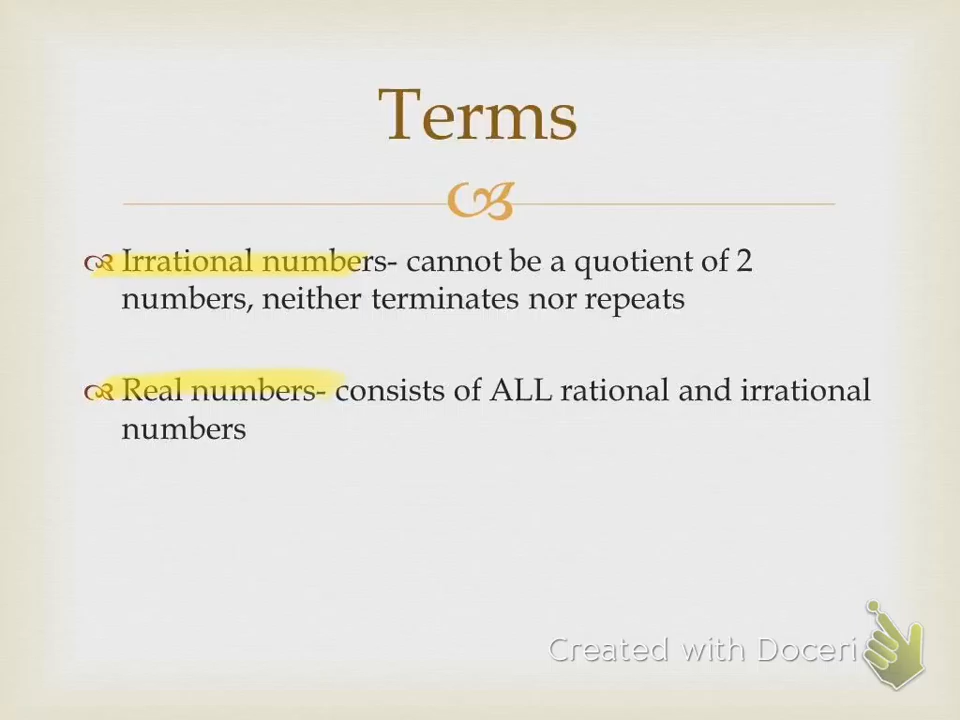 Terms
Irrational numbers- cannot be a quotient of 2
numbers, neither terminates nor repeats
Real numbers- consists of ALL rational and irrational
numbers
Created with Doceri